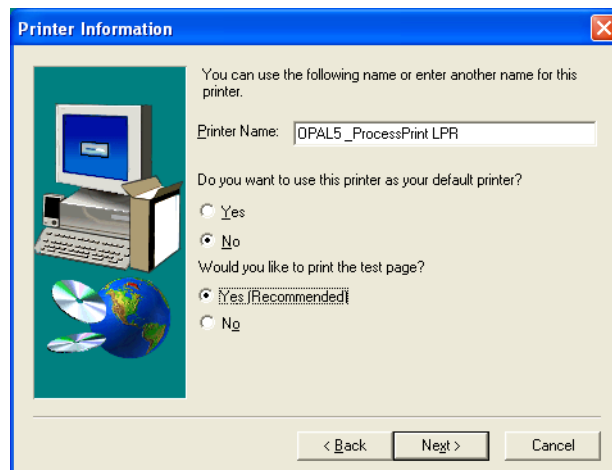 Printer Information
You can use the following name or enter another name for this
printer.
Printer Name: OPAL5 _ProcessPrint LPR
Do you want to use this printer as your default printer?
Yes
No
Would you like to print the test page?
Yes (Recommended)
No
< Back Next > Cancel